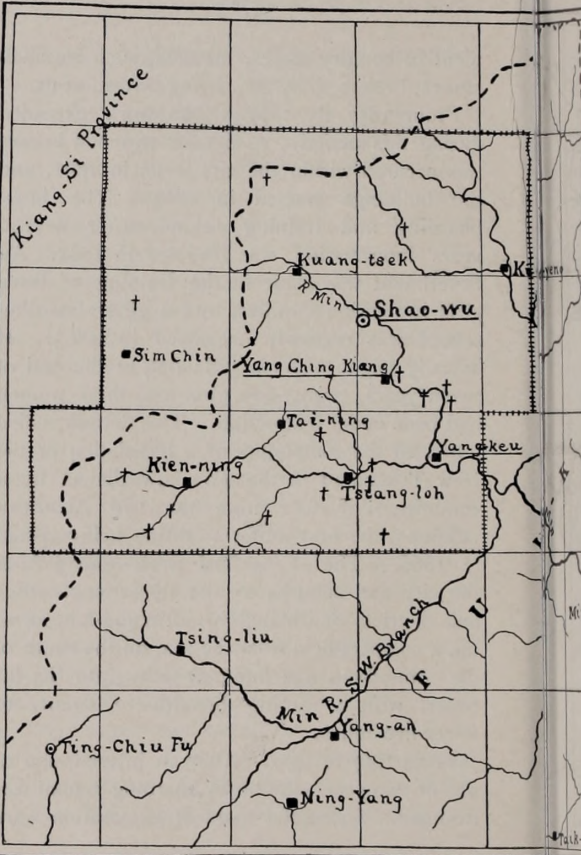 Kiang-Si Province
Kuang-tsek
R Min
Shao-wu
Sim Chin
Yang Ching Kiang
Tai-ning
Yangkeu
Kien-ning
Tsiang-loh
U
F
Min R. S.W. Branch
Tsing-liu
Yang-an
Ting-Chiu Fu
Ning-Yang